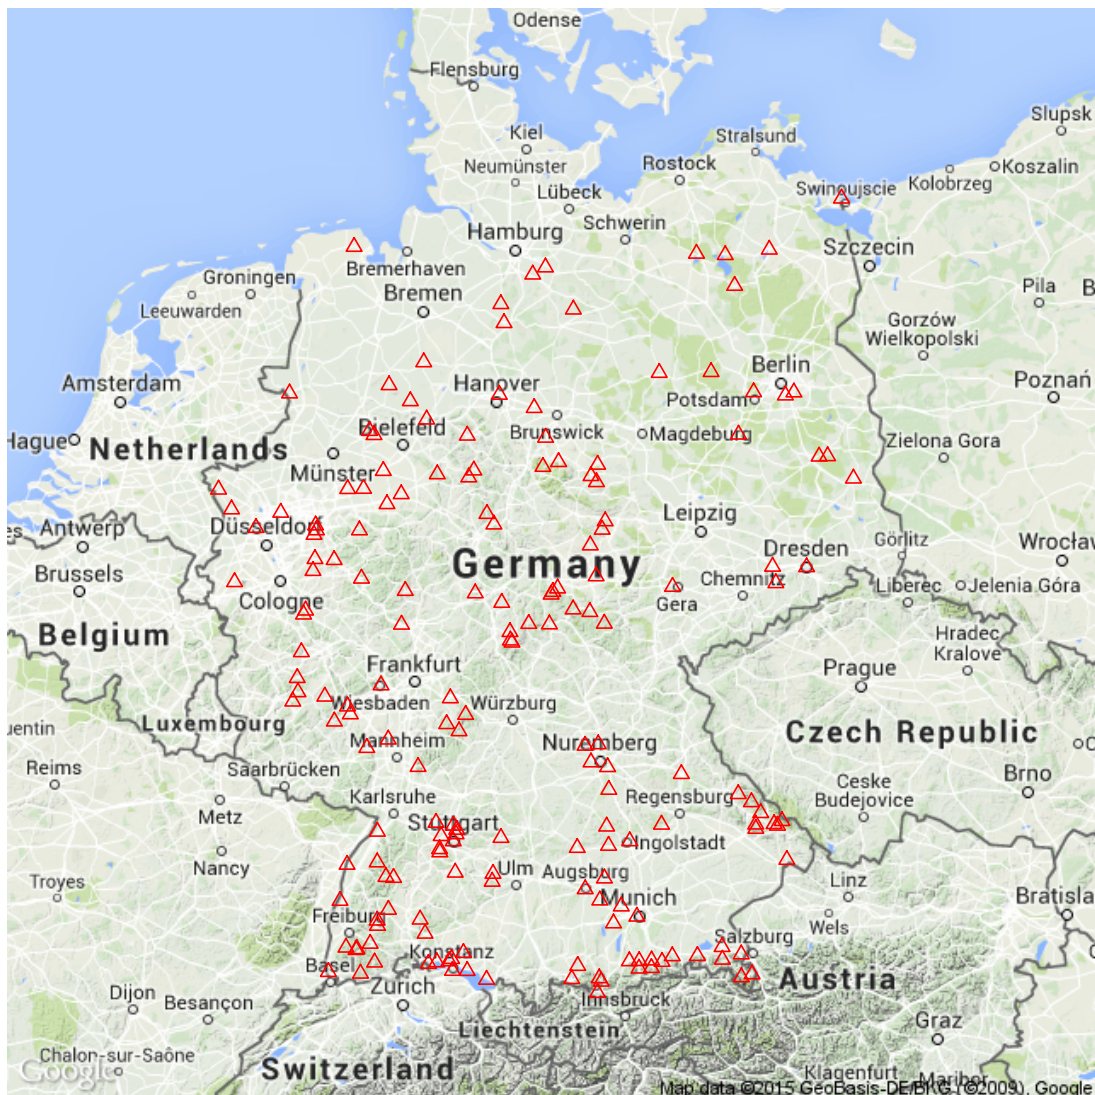 Odense
Flensburg
Slupsk
Kiel
Stralsund
Neumünster
Rostock
Koszalin
Lübeck
Swinoujscie
Kolobrzeg
Schwerin
Hamburg
Szczecin
Bremerhaven
Groningen
Pila
Bremen
B
Leeuwarden
Gorzów
Wielkopolski
Berlin
Amsterdam
Hanover
Poznań
Potsdam
Bielefeld
Brunswick
Magdeburg
Hague
Netherlands
Zielona Gora
Münster
Leipzig
Düsseldorf
es
Antwerp
Görlitz
Wrocław
Germany
Dresden
Brussels
Chemnitz
Liberec
Jelenia Góra
Cologne
Gera
Belgium
Hradec
Kralove
Frankfurt
Prague
Wiesbaden
Würzburg
Luxembourg
uentin
Czech Republic
Mannheim
Nuremberg
O
Reims
Saarbrücken
Brno
Ceske
Budejovice
Karlsruhe
Regensburg
Metz
Stuttgart
Ingolstadt
Nancy
Ulm
Augsburg
Troyes
Linz
Munich
Bratisla
Freiburg
Wels
Salzburg
Konstanz
Basel
Austria
Zurich
Dijon
Besançon
Innsbruck
Graz
Liechtenstein
Chalon-sur-Saône
Switzerland
Klagenfurt
Maribor
Google
Map data ©2015 GeoBasis-DE/BKG (©2009), Google